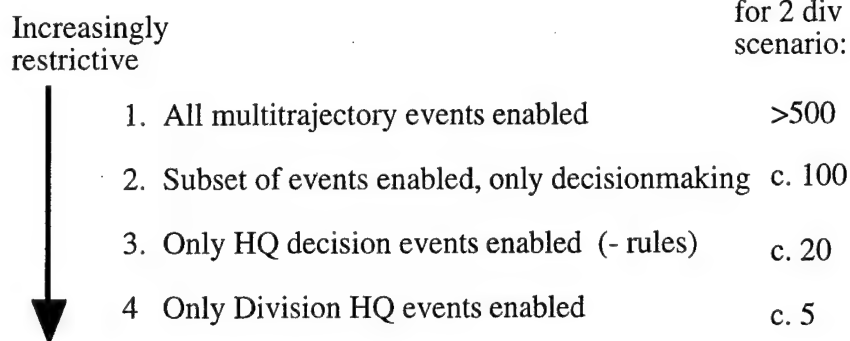 Increasingly
restrictive
for 2 div
scenario:
1. All multitrajectory events enabled >500
2. Subset of events enabled, only decisionmaking c. 100
3. Only HQ decision events enabled (- rules) c. 20
4 Only Division HQ events enabled c. 5